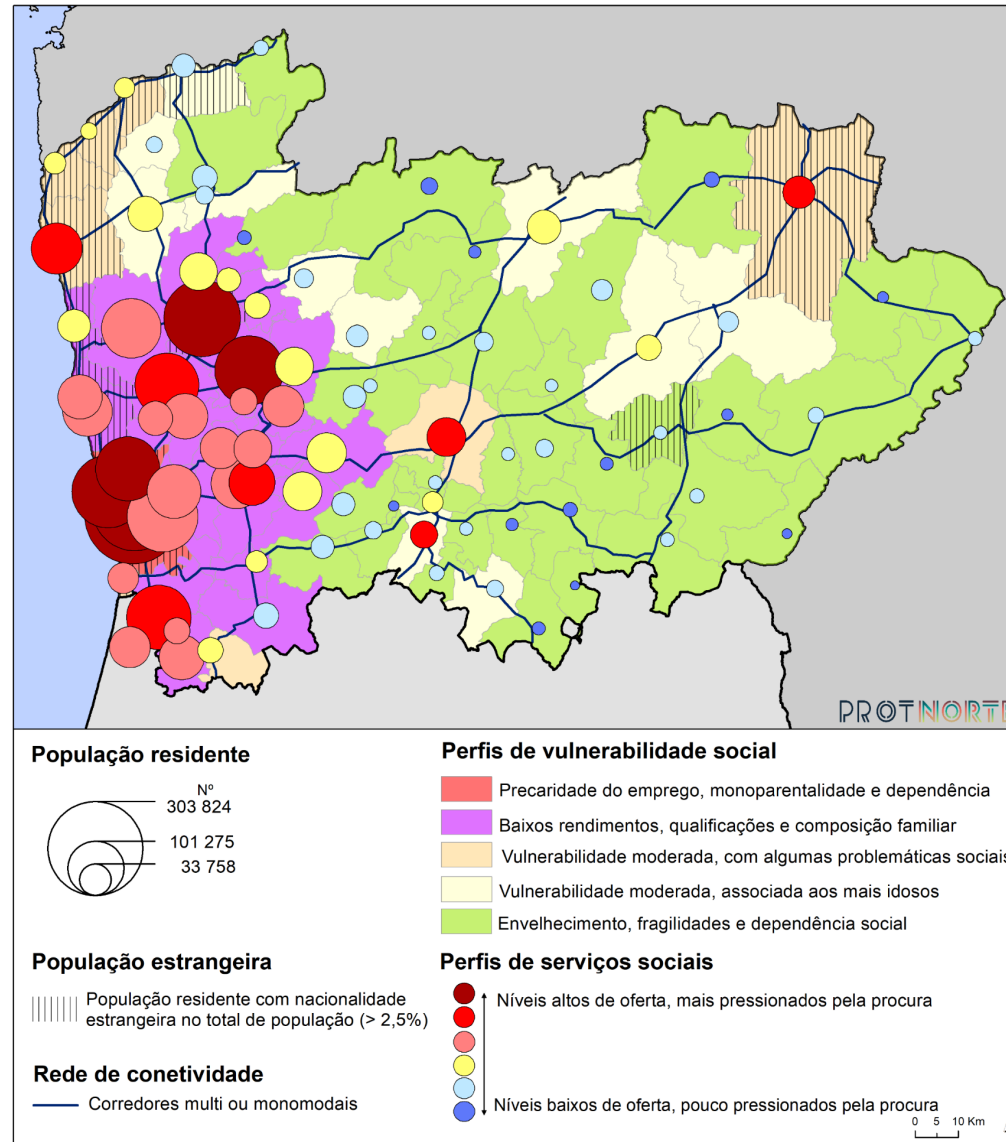 PROTNORTE
População residente
Nº
303 824
101 275
33 758
População estrangeira
População residente com nacionalidade
estrangeira no total de população (> 2,5%)
Rede de conetividade
Corredores multi ou monomodais
Perfis de vulnerabilidade social
Precaridade do emprego, monoparentalidade e dependência
Baixos rendimentos, qualificações e composição familiar
Vulnerabilidade moderada, com algumas problemáticas sociais
Vulnerabilidade moderada, associada aos mais idosos
Envelhecimento, fragilidades e dependência social
Perfis de serviços sociais
Níveis altos de oferta, mais pressionados pela procura
Níveis baixos de oferta, pouco pressionados pela procura
0 5 10 Km